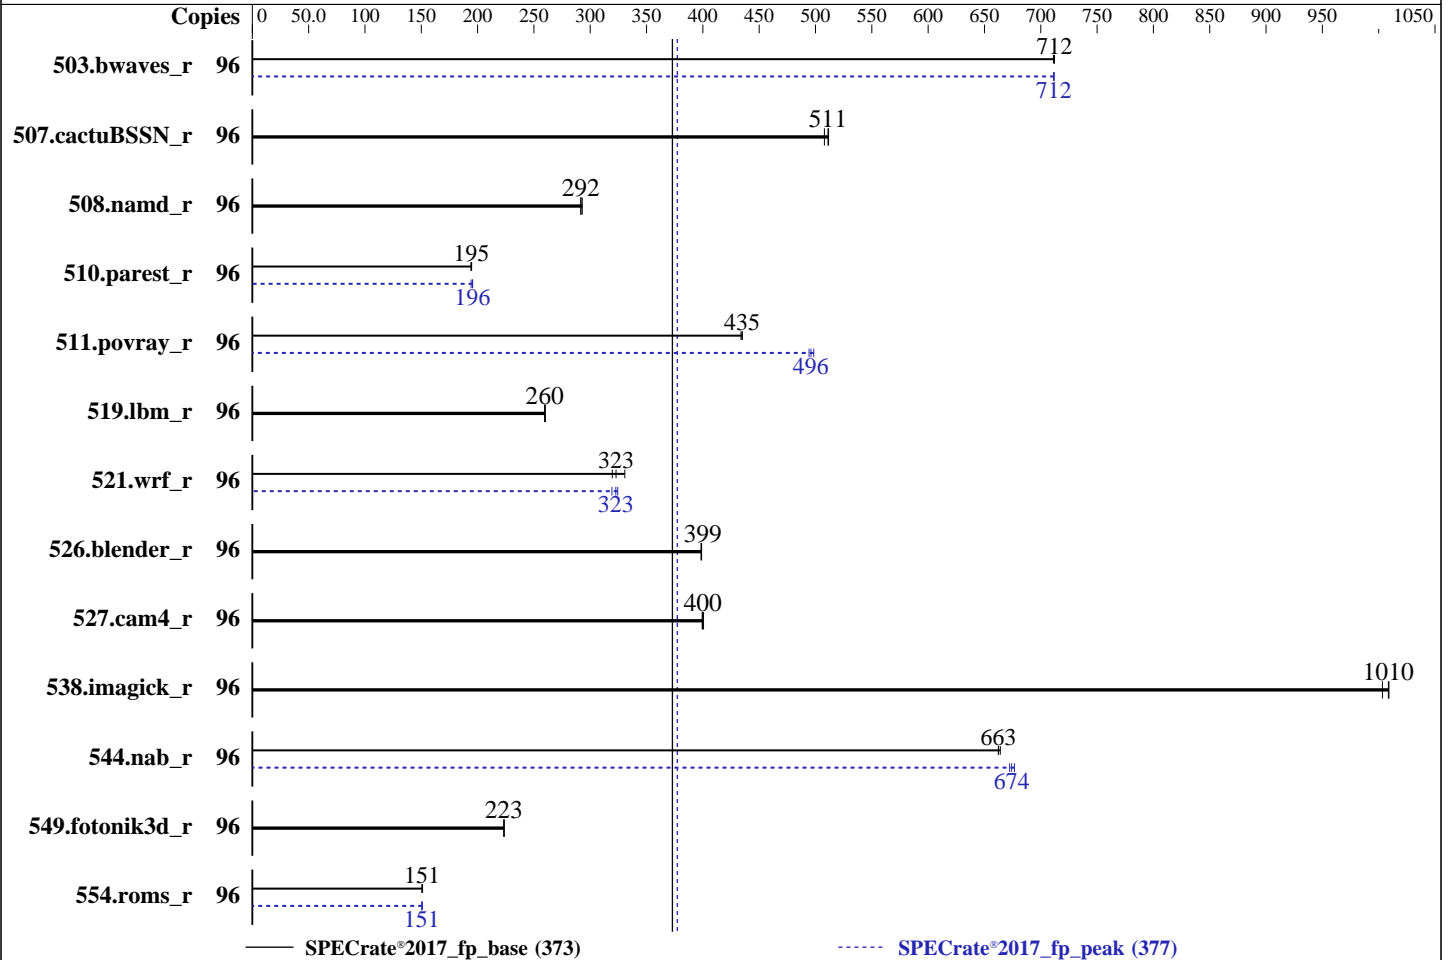 Copies 0 50.0 100 150 200 250 300 350 400 450 500 550 600 650 700 750 800 850 900 950 1050
503.bwaves_r 96 712
712
507.cactuBSSN_r 96 511
508.namd_r 96 292
510.parest_r 96 195
196
511.povray_r 96 435
496
519.lbm_r 96 260
521.wrf_r 96 323
323
526.blender_r 96 399
527.cam4_r 96 400
538.imagick_r 96 1010
544.nab_r 96 663
674
549.fotonik3d_r 96 223
554.roms_r 96 151
151
SPECrate®2017_fp_base (373) SPECrate®2017_fp_peak (377)